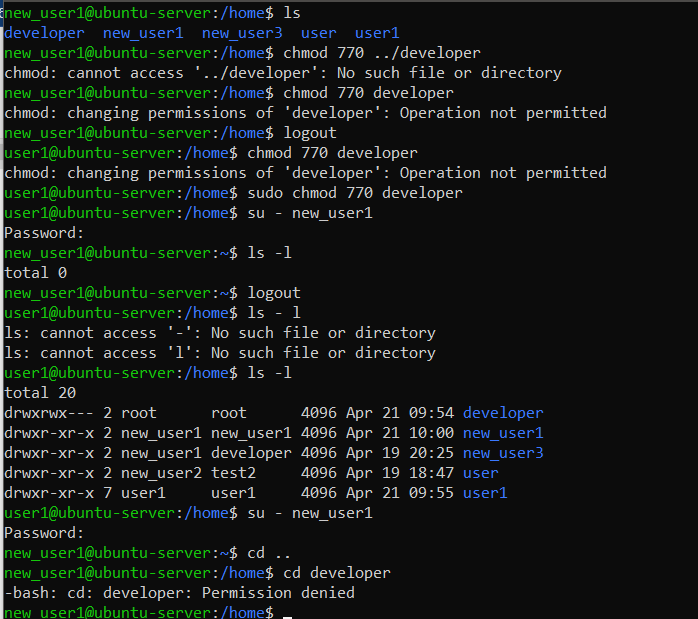 new_user1@ubuntu-server:/home$ ls
developer  new_user1  new_user3  user  user1
new_user1@ubuntu-server:/home$ chmod 770 ../developer
chmod: cannot access '../developer': No such file or directory
new_user1@ubuntu-server:/home$ chmod 770 developer
chmod: changing permissions of 'developer': Operation not permitted
new_user1@ubuntu-server:/home$ logout
user1@ubuntu-server:/home$ chmod 770 developer
chmod: changing permissions of 'developer': Operation not permitted
user1@ubuntu-server:/home$ sudo chmod 770 developer
user1@ubuntu-server:/home$ su - new_user1
Password:
new_user1@ubuntu-server:~$ ls -l
total 0
new_user1@ubuntu-server:~$ logout
user1@ubuntu-server:/home$ ls - l
ls: cannot access '-': No such file or directory
ls: cannot access 'l': No such file or directory
user1@ubuntu-server:/home$ ls -l
total 20
drwxrwx--- 2 root      root      4096 Apr 21 09:54 developer
drwxr-xr-x 2 new_user1 new_user1 4096 Apr 21 10:00 new_user1
drwxr-xr-x 2 new_user1 developer 4096 Apr 19 20:25 new_user3
drwxr-xr-x 2 new_user2 test2     4096 Apr 19 18:47 user
drwxr-xr-x 7 user1     user1     4096 Apr 21 09:55 user1
user1@ubuntu-server:/home$ su - new_user1
Password:
new_user1@ubuntu-server:~$ cd ..
new_user1@ubuntu-server:/home$ cd developer
-bash: cd: developer: Permission denied
new_user1@ubuntu-server:/home$